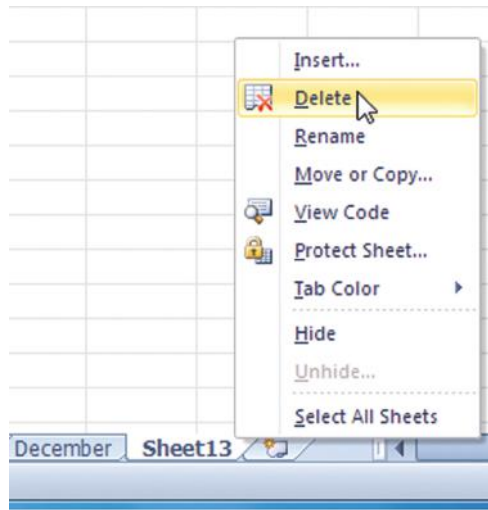 Insert...
Delete
Rename
Move or Copy...
View Code
Protect Sheet...
Tab Color
Hide
Unhide...
Select All Sheets
December Sheet13